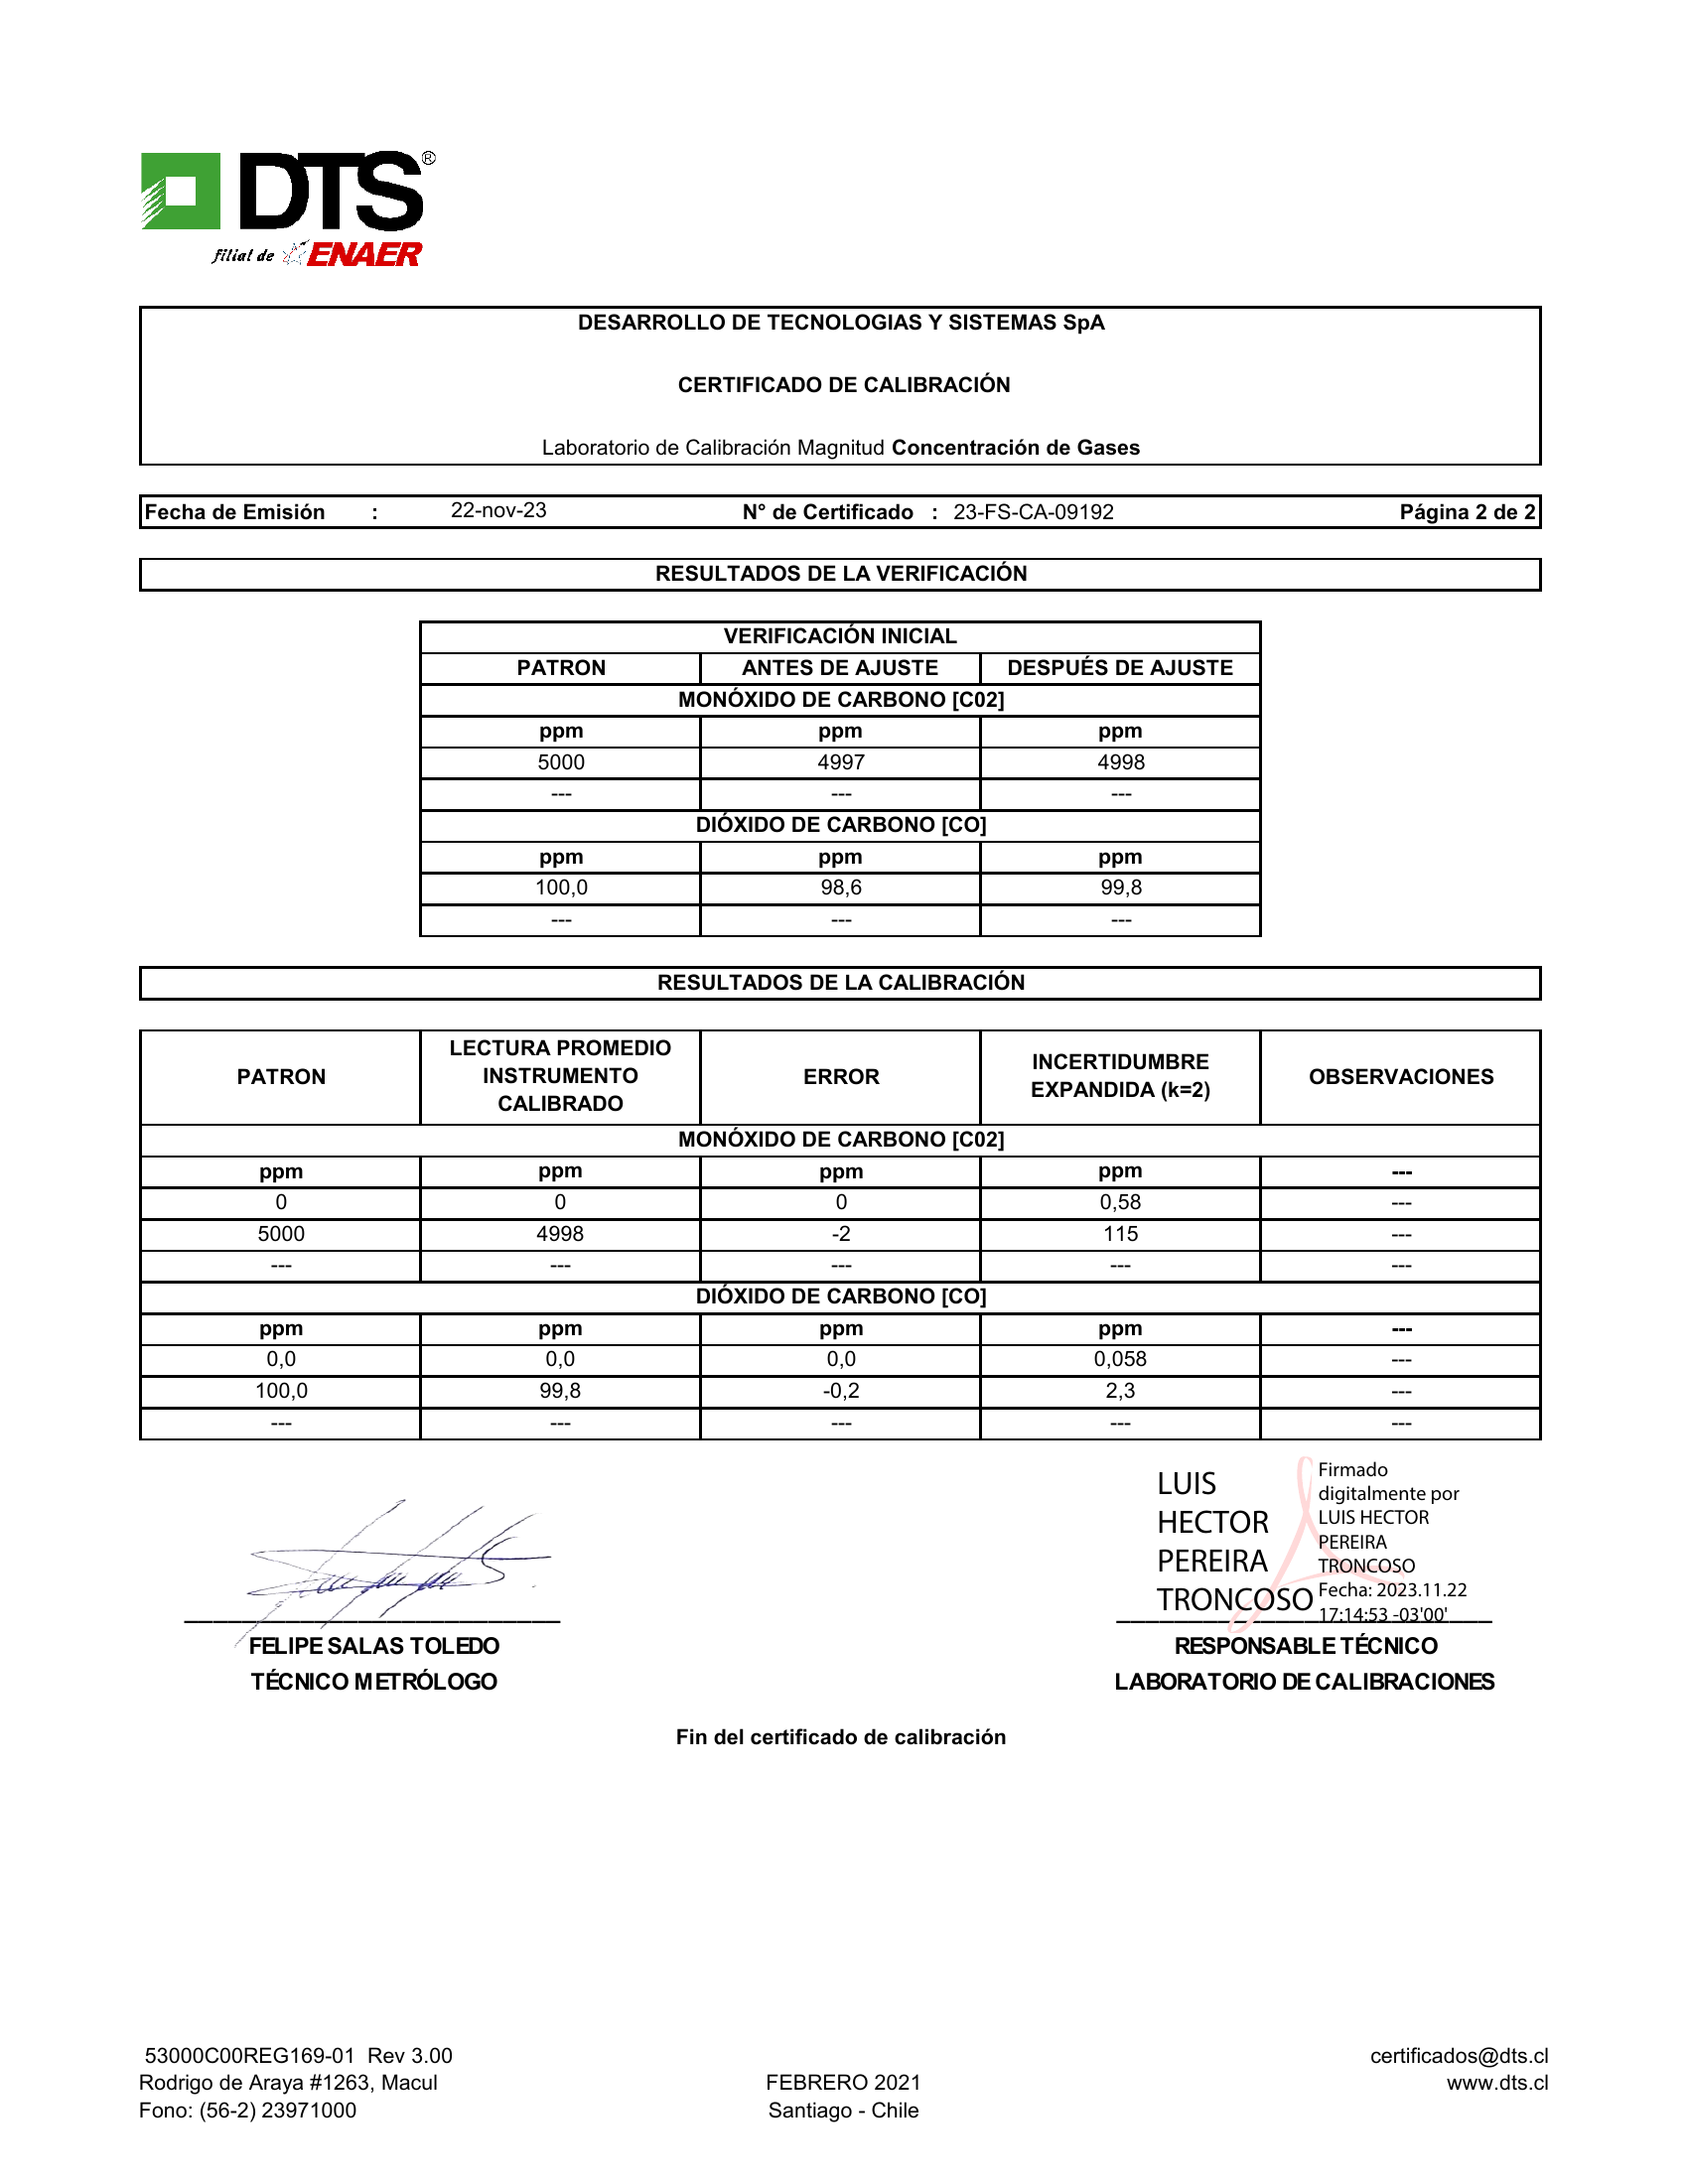 DTS®
filial de ENAER
DESARROLLO DE TECNOLOGIAS Y SISTEMAS SpA
CERTIFICADO DE CALIBRACIÓN
Laboratorio de Calibración Magnitud Concentración de Gases
Fecha de Emisión : 22-nov-23 N° de Certificado : 23-FS-CA-09192 Página 2 de 2
RESULTADOS DE LA VERIFICACIÓN
VERIFICACIÓN INICIAL
PATRON ANTES DE AJUSTE DESPUÉS DE AJUSTE
MONÓXIDO DE CARBONO [C02]
ppm ppm ppm
5000 4997 4998
--- --- ---
DIÓXIDO DE CARBONO [CO]
ppm ppm ppm
100,0 98,6 99,8
--- --- ---
RESULTADOS DE LA CALIBRACIÓN
PATRON LECTURA PROMEDIO INSTRUMENTO CALIBRADO ERROR INCERTIDUMBRE EXPANDIDA (k=2) OBSERVACIONES
MONÓXIDO DE CARBONO [C02]
ppm ppm ppm ppm ---
0 0 0 0,58 ---
5000 4998 -2 115 ---
--- --- --- --- ---
DIÓXIDO DE CARBONO [CO]
ppm ppm ppm ppm ---
0,0 0,0 0,0 0,058 ---
100,0 99,8 -0,2 2,3 ---
--- --- --- --- ---
LUIS
HECTOR
PEREIRA
TRONCOSO
Firmado
digitalmente por
LUIS HECTOR
PEREIRA
TRONCOSO
Fecha: 2023.11.22
17:14:53 -03'00'
FELIPE SALAS TOLEDO
TÉCNICO METRÓLOGO
RESPONSABLE TÉCNICO
LABORATORIO DE CALIBRACIONES
Fin del certificado de calibración
53000C00REG169-01 Rev 3.00
Rodrigo de Araya #1263, Macul
Fono: (56-2) 23971000
FEBRERO 2021
Santiago - Chile
certificados@dts.cl
www.dts.cl